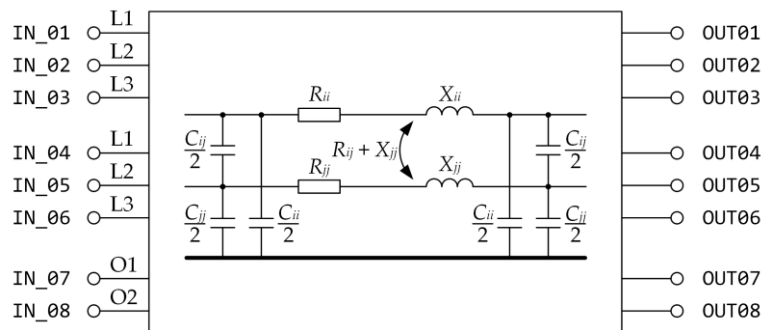 IN_01 L1 OUT01
IN_02 L2 OUT02
IN_03 L3 OUT03
R_ii X_ii
C_ij/2 R_ij + X_jj C_ij/2
IN_04 L1 OUT04
R_jj X_jj
IN_05 L2 OUT05
IN_06 L3 OUT06
C_jj/2 C_ii/2 C_ii/2 C_jj/2
IN_07 O1 OUT07
IN_08 O2 OUT08